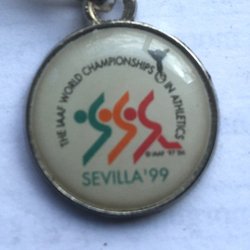 THE IAAF WORLD CHAMPIONSHIPS IN ATHLETICS
SEVILLA '99